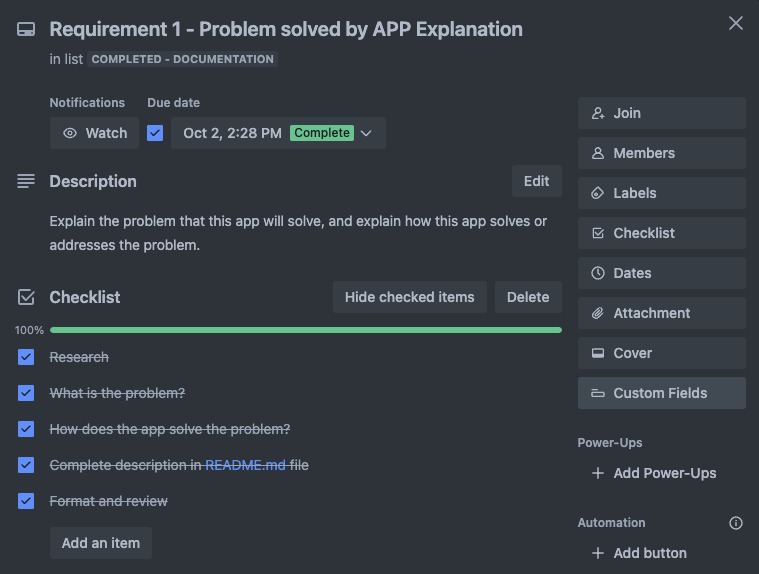 Requirement 1 - Problem solved by APP Explanation
in list COMPLETED - DOCUMENTATION
Notifications
Due date
Watch
Oct 2, 2:28 PM Complete
Description
Edit
Explain the problem that this app will solve, and explain how this app solves or
addresses the problem.
Checklist
Hide checked items
Delete
100%
Research
What is the problem?
How does the app solve the problem?
Complete description in README.md file
Format and review
Add an item
Join
Members
Labels
Checklist
Dates
Attachment
Cover
Custom Fields
Power-Ups
Add Power-Ups
Automation
Add button